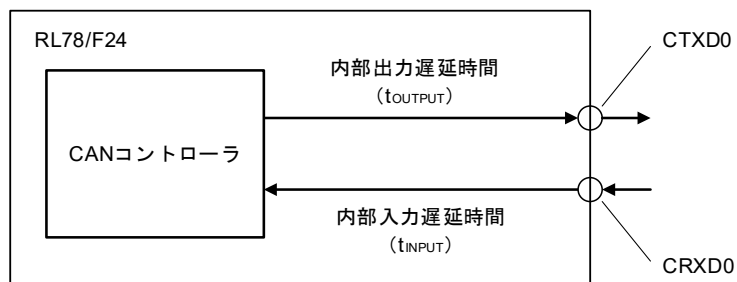 RL78/F24
CTXD0
内部出力遅延時間
（tOUTPUT）
CANコントローラ
内部入力遅延時間
（tINPUT）
CRXD0